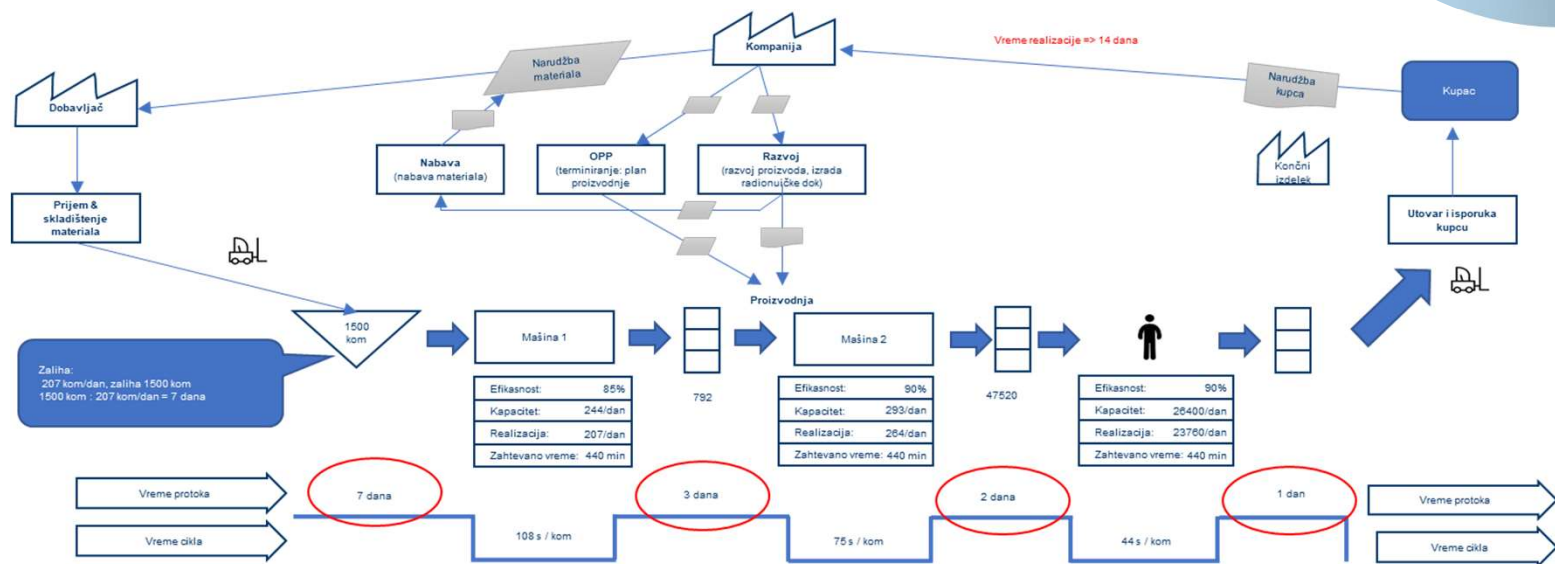 Kompanija
Vreme realizacije => 14 dana
Narudžba
materiala
Narudžba
kupca
Kupac
Dobavljač
Nabava
(nabava materiala)
OPP
(terminiranje: plan
proizvodnje
Razvoj
(razvoj proizvoda, izrada
radionuičke dok)
Končni
izdelek
Prijem &
skladištenje
materiala
Utovar i isporuka
kupcu
Proizvodnja
1500
kom
Mašina 1
Mašina 2
Zaliha:
207 kom/dan, zaliha 1500 kom
1500 kom : 207 kom/dan = 7 dana
Efikasnost: 85%
Kapacitet: 244/dan
Realizacija: 207/dan
Zahtevano vreme: 440 min
792
Efikasnost: 90%
Kapacitet: 293/dan
Realizacija: 264/dan
Zahtevano vreme: 440 min
47520
Efikasnost: 90%
Kapacitet: 26400/dan
Realizacija: 23760/dan
Zahtevano vreme: 440 min
Vreme protoka
7 dana
3 dana
2 dana
1 dan
Vreme protoka
Vreme cikla
108 s / kom
75 s / kom
44 s / kom
Vreme cikla